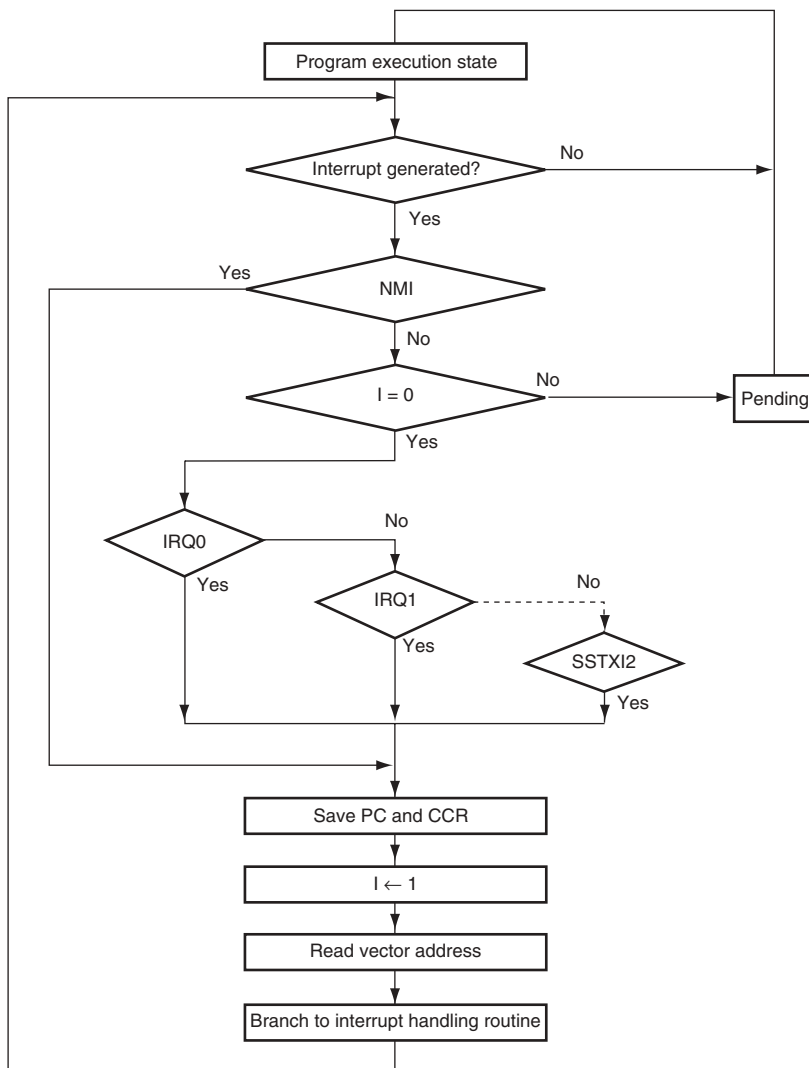 Program execution state
Interrupt generated?
No
Yes
Yes
NMI
No
I = 0
No
Pending
Yes
IRQ0
No
Yes
IRQ1
No
Yes
SSTXI2
Yes
Save PC and CCR
I ← 1
Read vector address
Branch to interrupt handling routine